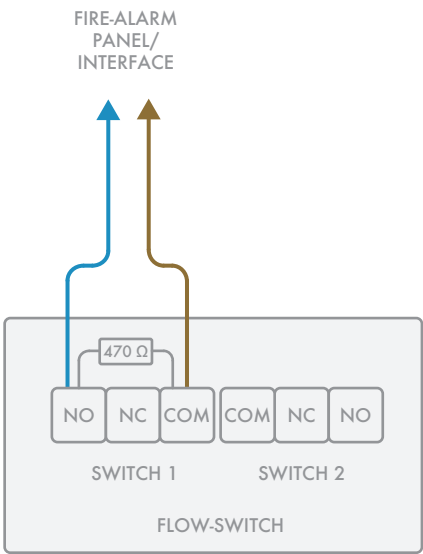 FIRE-ALARM
PANEL/
INTERFACE
470 Ω
NO NC COM COM NC NO
SWITCH 1 SWITCH 2
FLOW-SWITCH